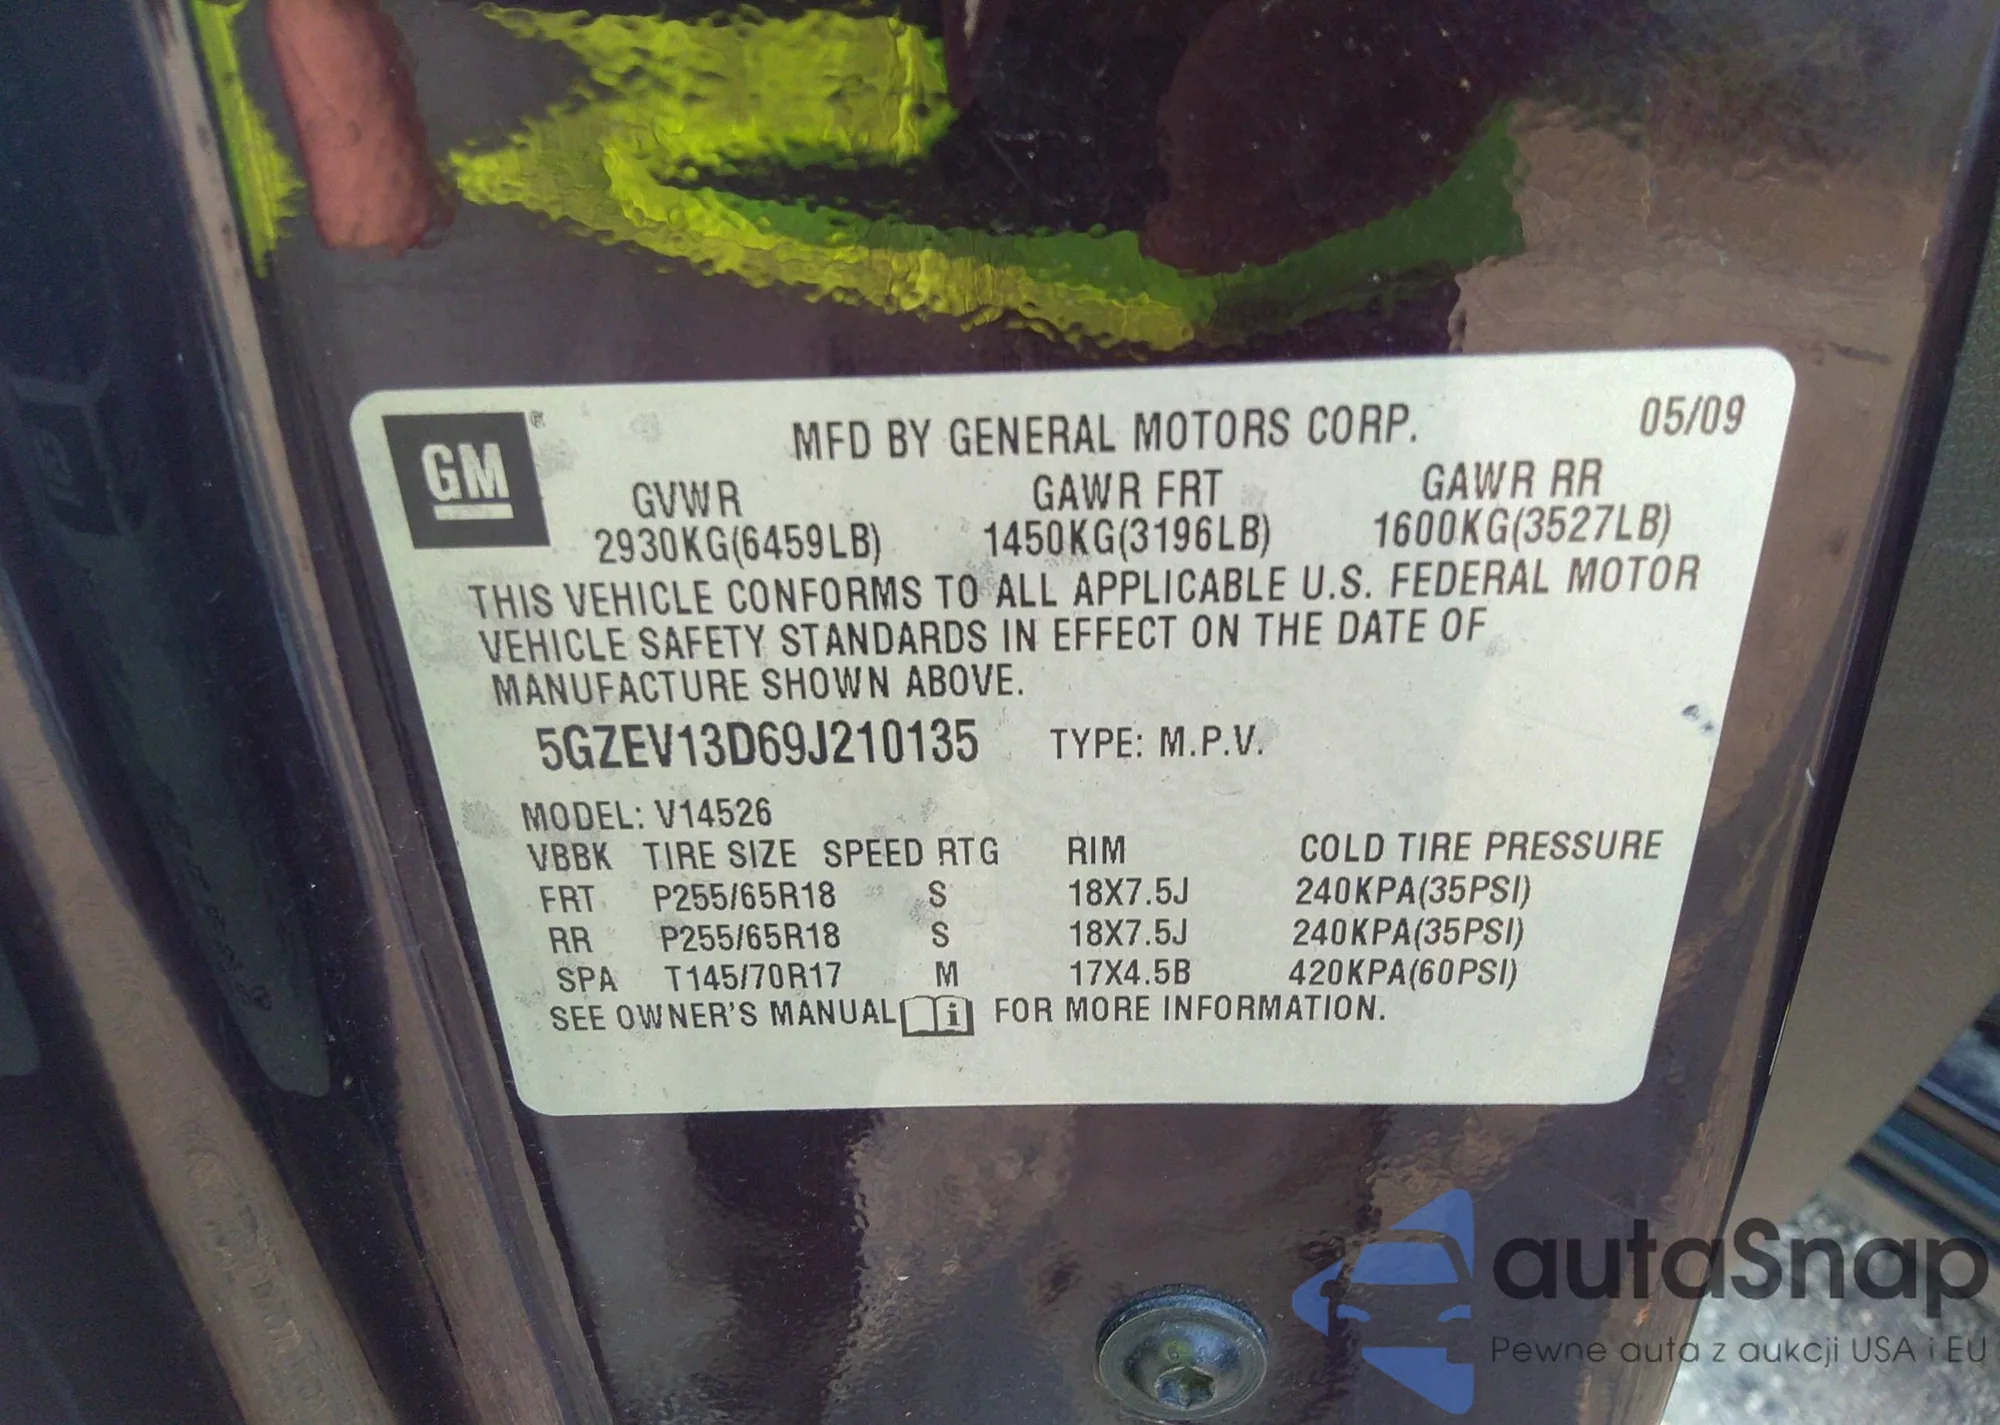 GM®
MFD BY GENERAL MOTORS CORP. 05/09
GVWR GAWR FRT GAWR RR
2930KG(6459LB) 1450KG(3196LB) 1600KG(3527LB)
THIS VEHICLE CONFORMS TO ALL APPLICABLE U.S. FEDERAL MOTOR
VEHICLE SAFETY STANDARDS IN EFFECT ON THE DATE OF
MANUFACTURE SHOWN ABOVE.
5GZEV13D69J210135 TYPE: M.P.V.
MODEL: V14526
VBBK TIRE SIZE SPEED RTG RIM COLD TIRE PRESSURE
FRT P255/65R18 S 18X7.5J 240KPA(35PSI)
RR P255/65R18 S 18X7.5J 240KPA(35PSI)
SPA T145/70R17 M 17X4.5B 420KPA(60PSI)
SEE OWNER'S MANUAL i FOR MORE INFORMATION.
autaSnap
Pewne auta z aukcji USA i EU